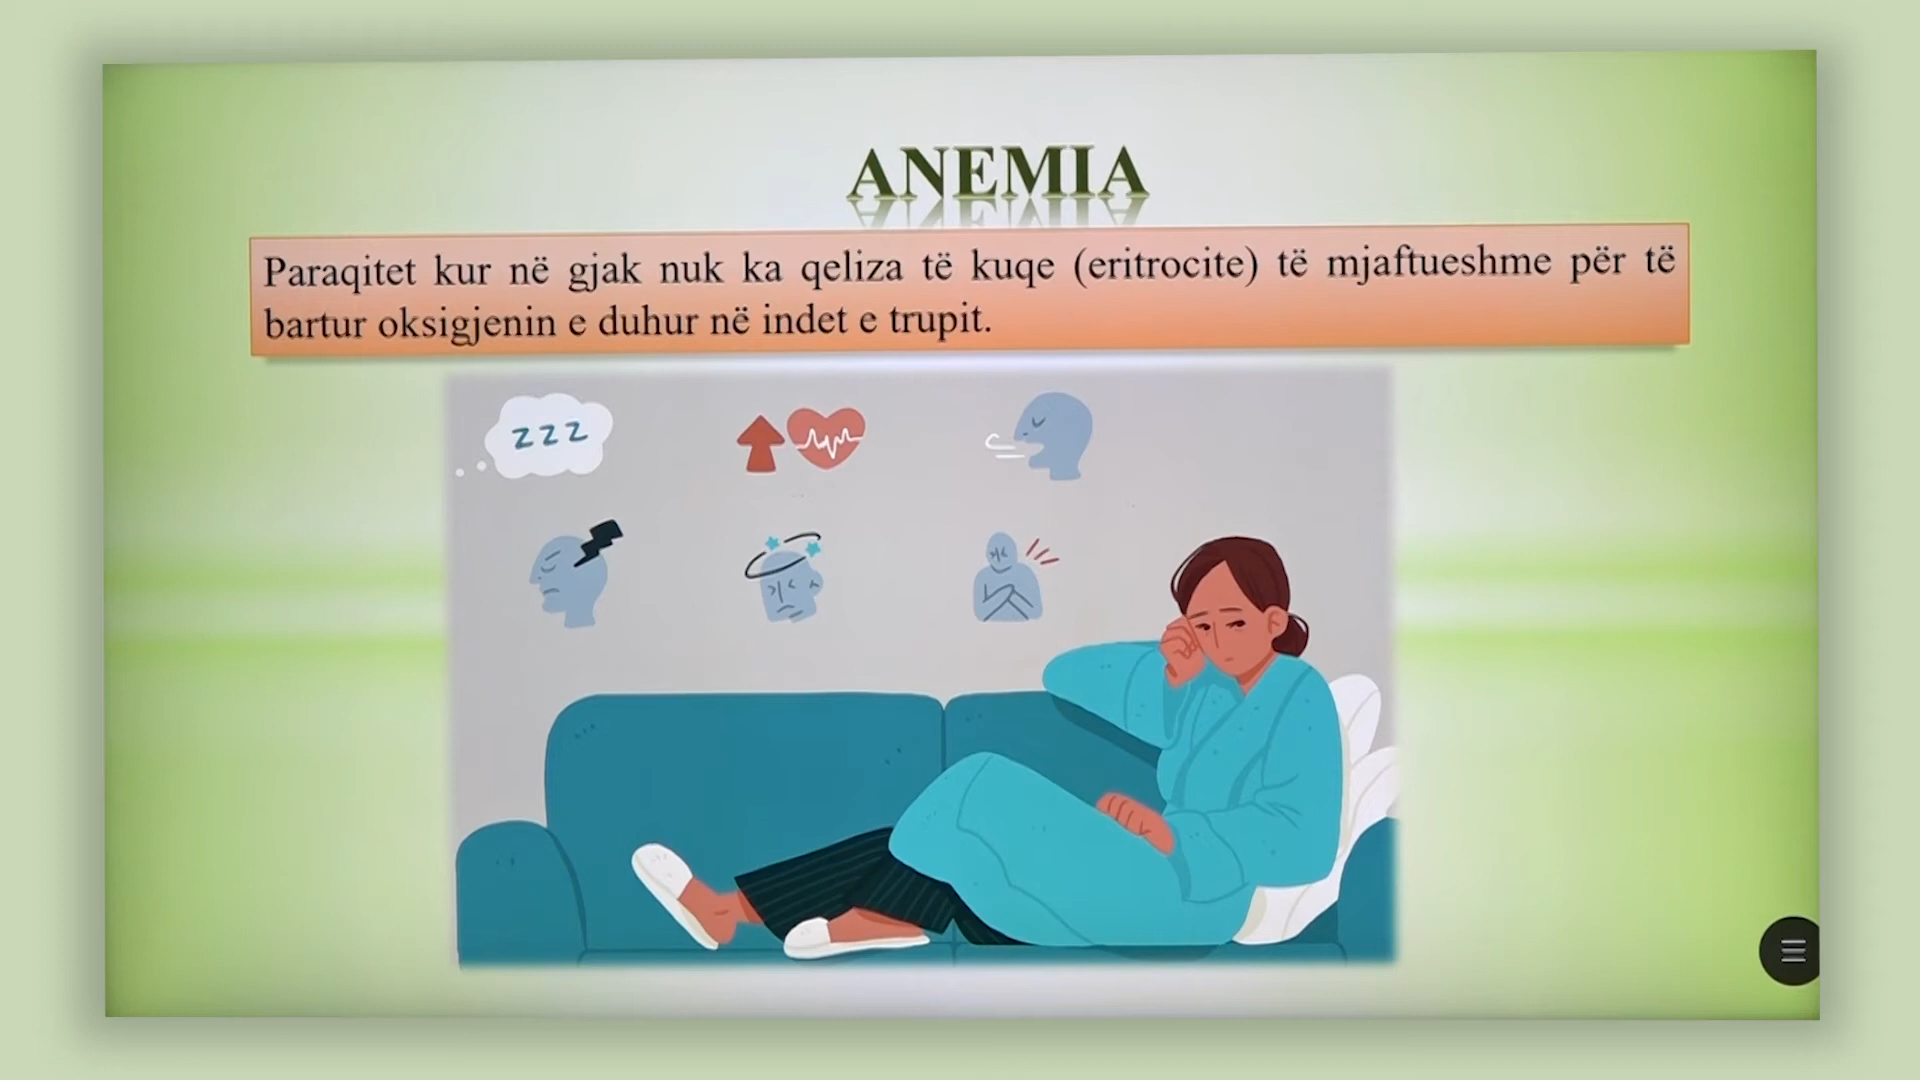 ANEMIA
Paraqitet kur në gjak nuk ka qeliza të kuqe (eritrocite) të mjaftueshme për të
bartur oksigjenin e duhur në indet e trupit.
z z z